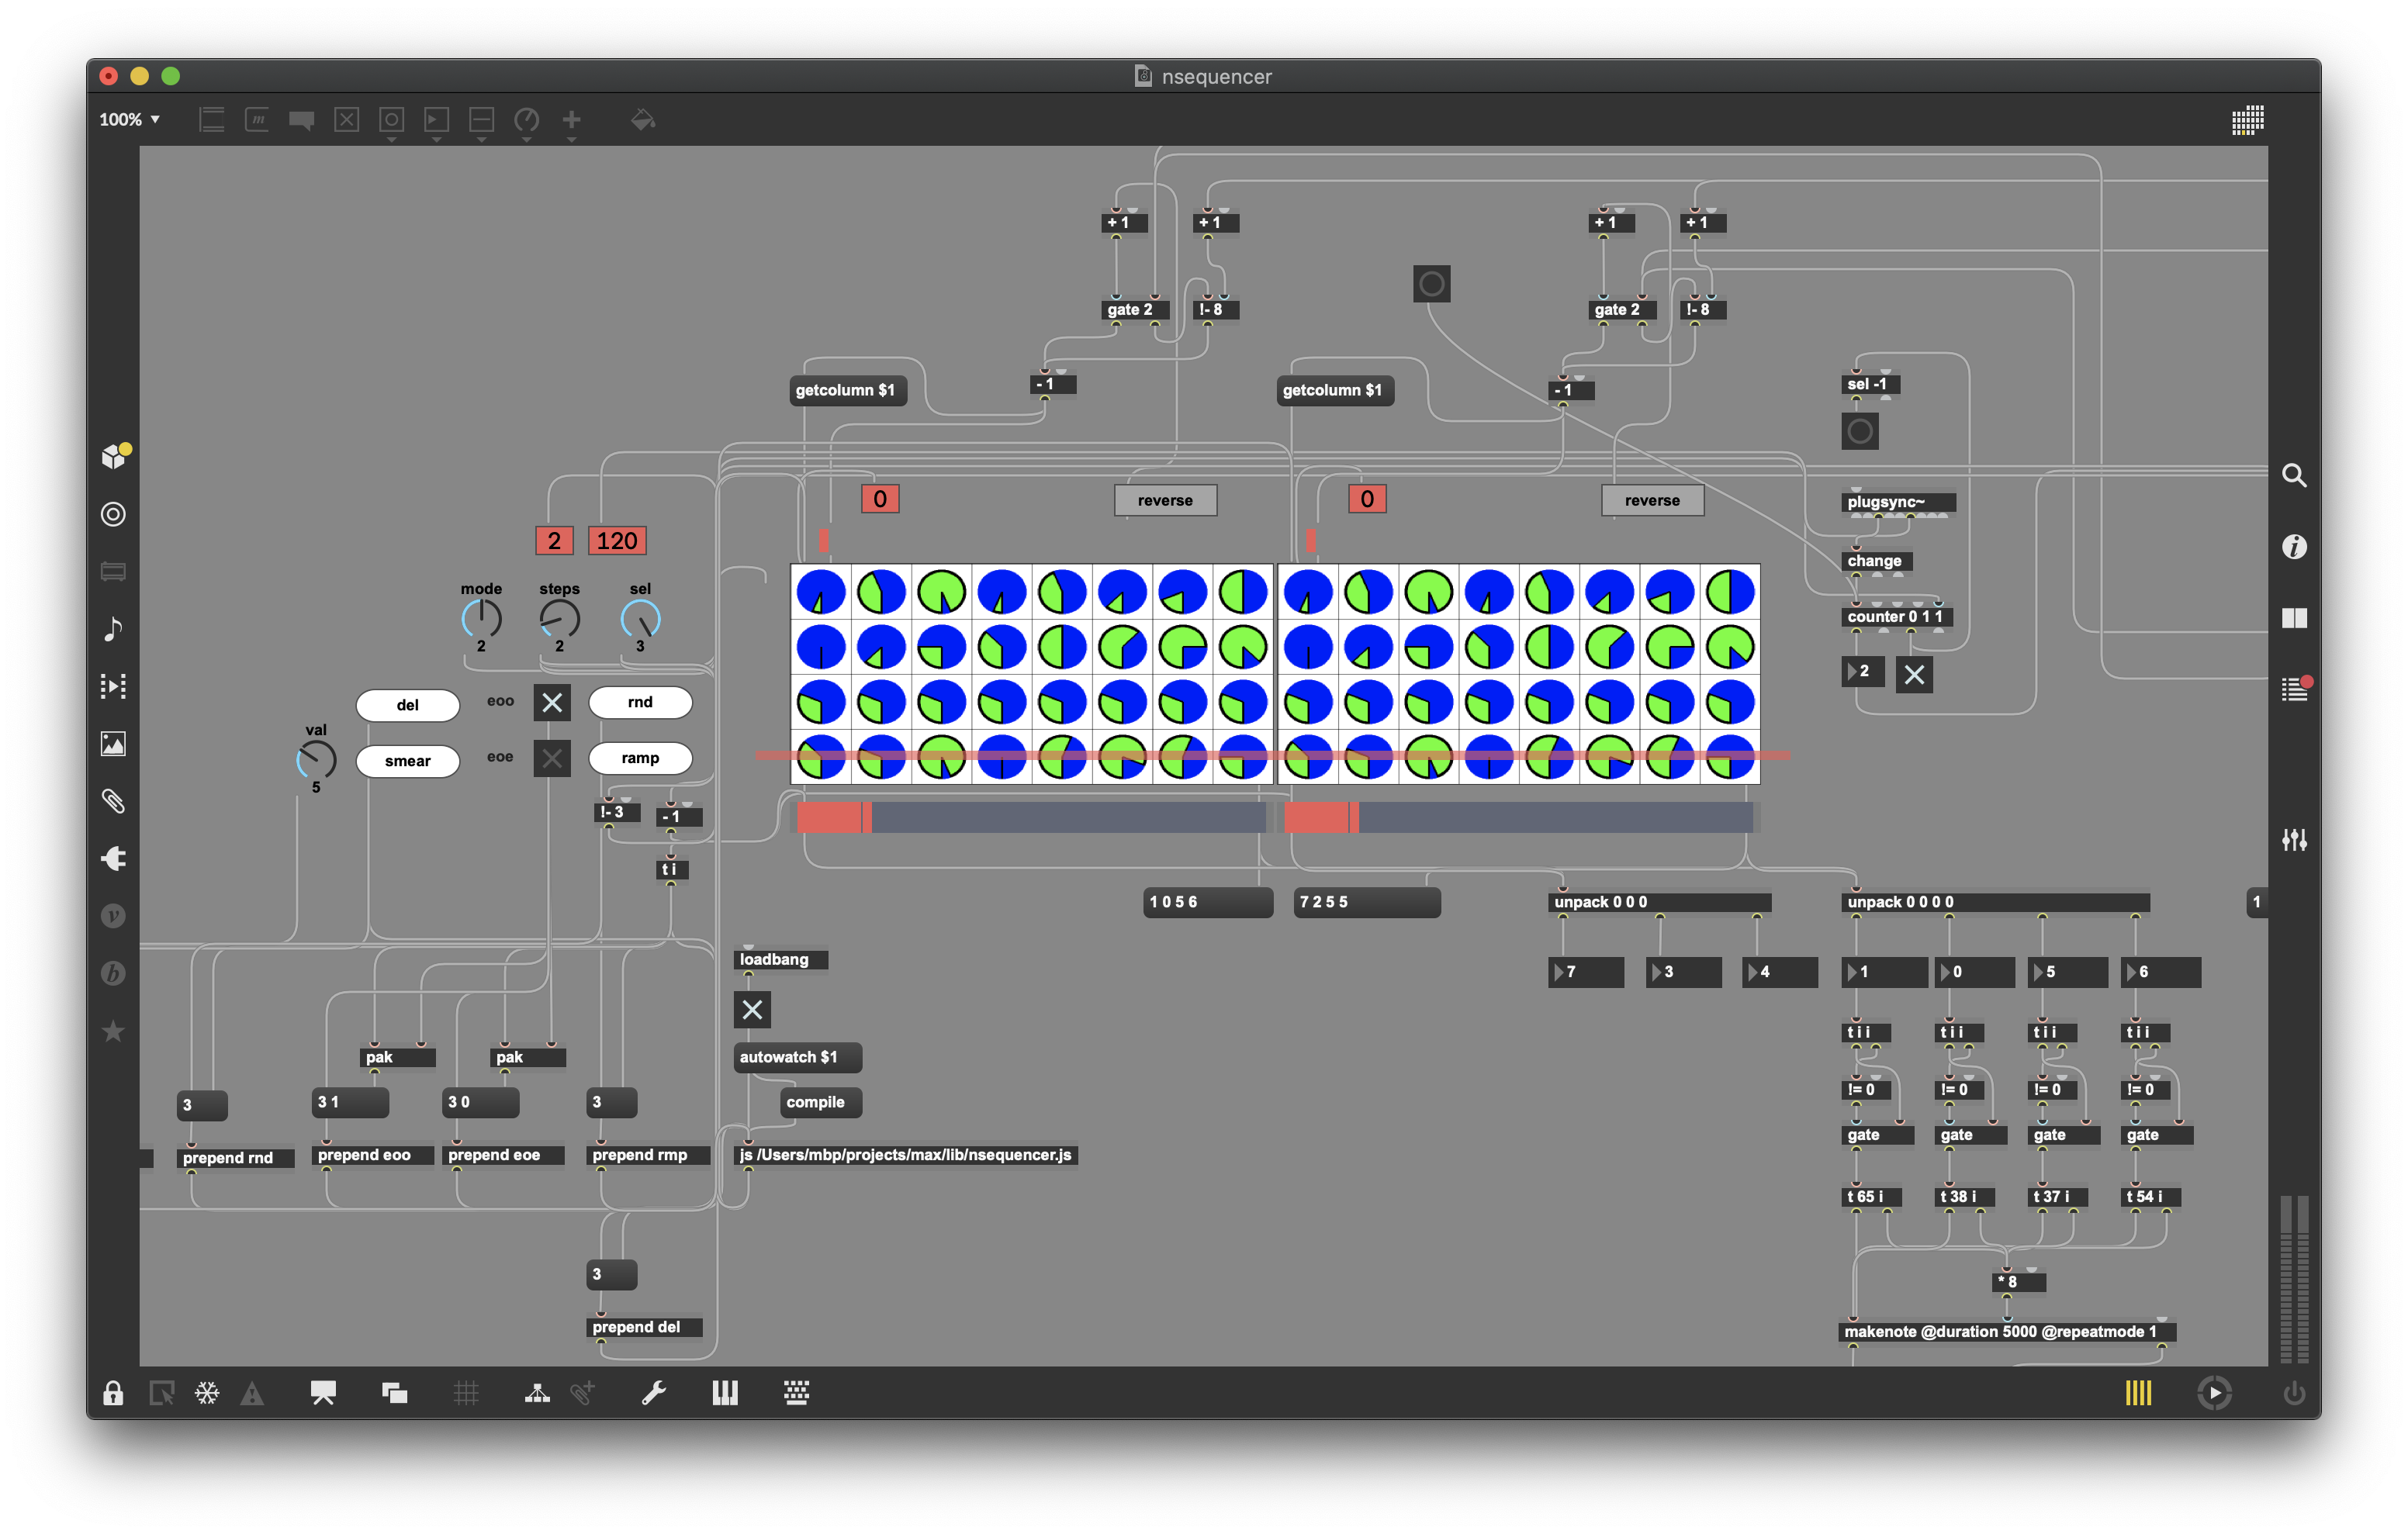 nsequencer
100%
+ 1
+ 1
+ 1
+ 1
gate 2
!- 8
gate 2
!- 8
getcolumn $1
- 1
getcolumn $1
- 1
sel -1
0
reverse
0
reverse
plugsync~
2
120
change
mode
steps
sel
counter 0 1 1
2
2
3
2
del
eoo
rnd
val
smear
eoe
ramp
5
!- 3
- 1
t i
1 0 5 6
7 2 5 5
unpack 0 0 0
unpack 0 0 0 0
1
loadbang
7
3
4
1
0
5
6
t i i
t i i
t i i
t i i
pak
pak
autowatch $1
3
3 1
3 0
3
compile
!= 0
!= 0
!= 0
!= 0
gate
gate
gate
gate
prepend rnd
prepend eoo
prepend eoe
prepend rmp
js /Users/mbp/projects/max/lib/nsequencer.js
t 65 i
t 38 i
t 37 i
t 54 i
3
* 8
prepend del
makenote @duration 5000 @repeatmode 1